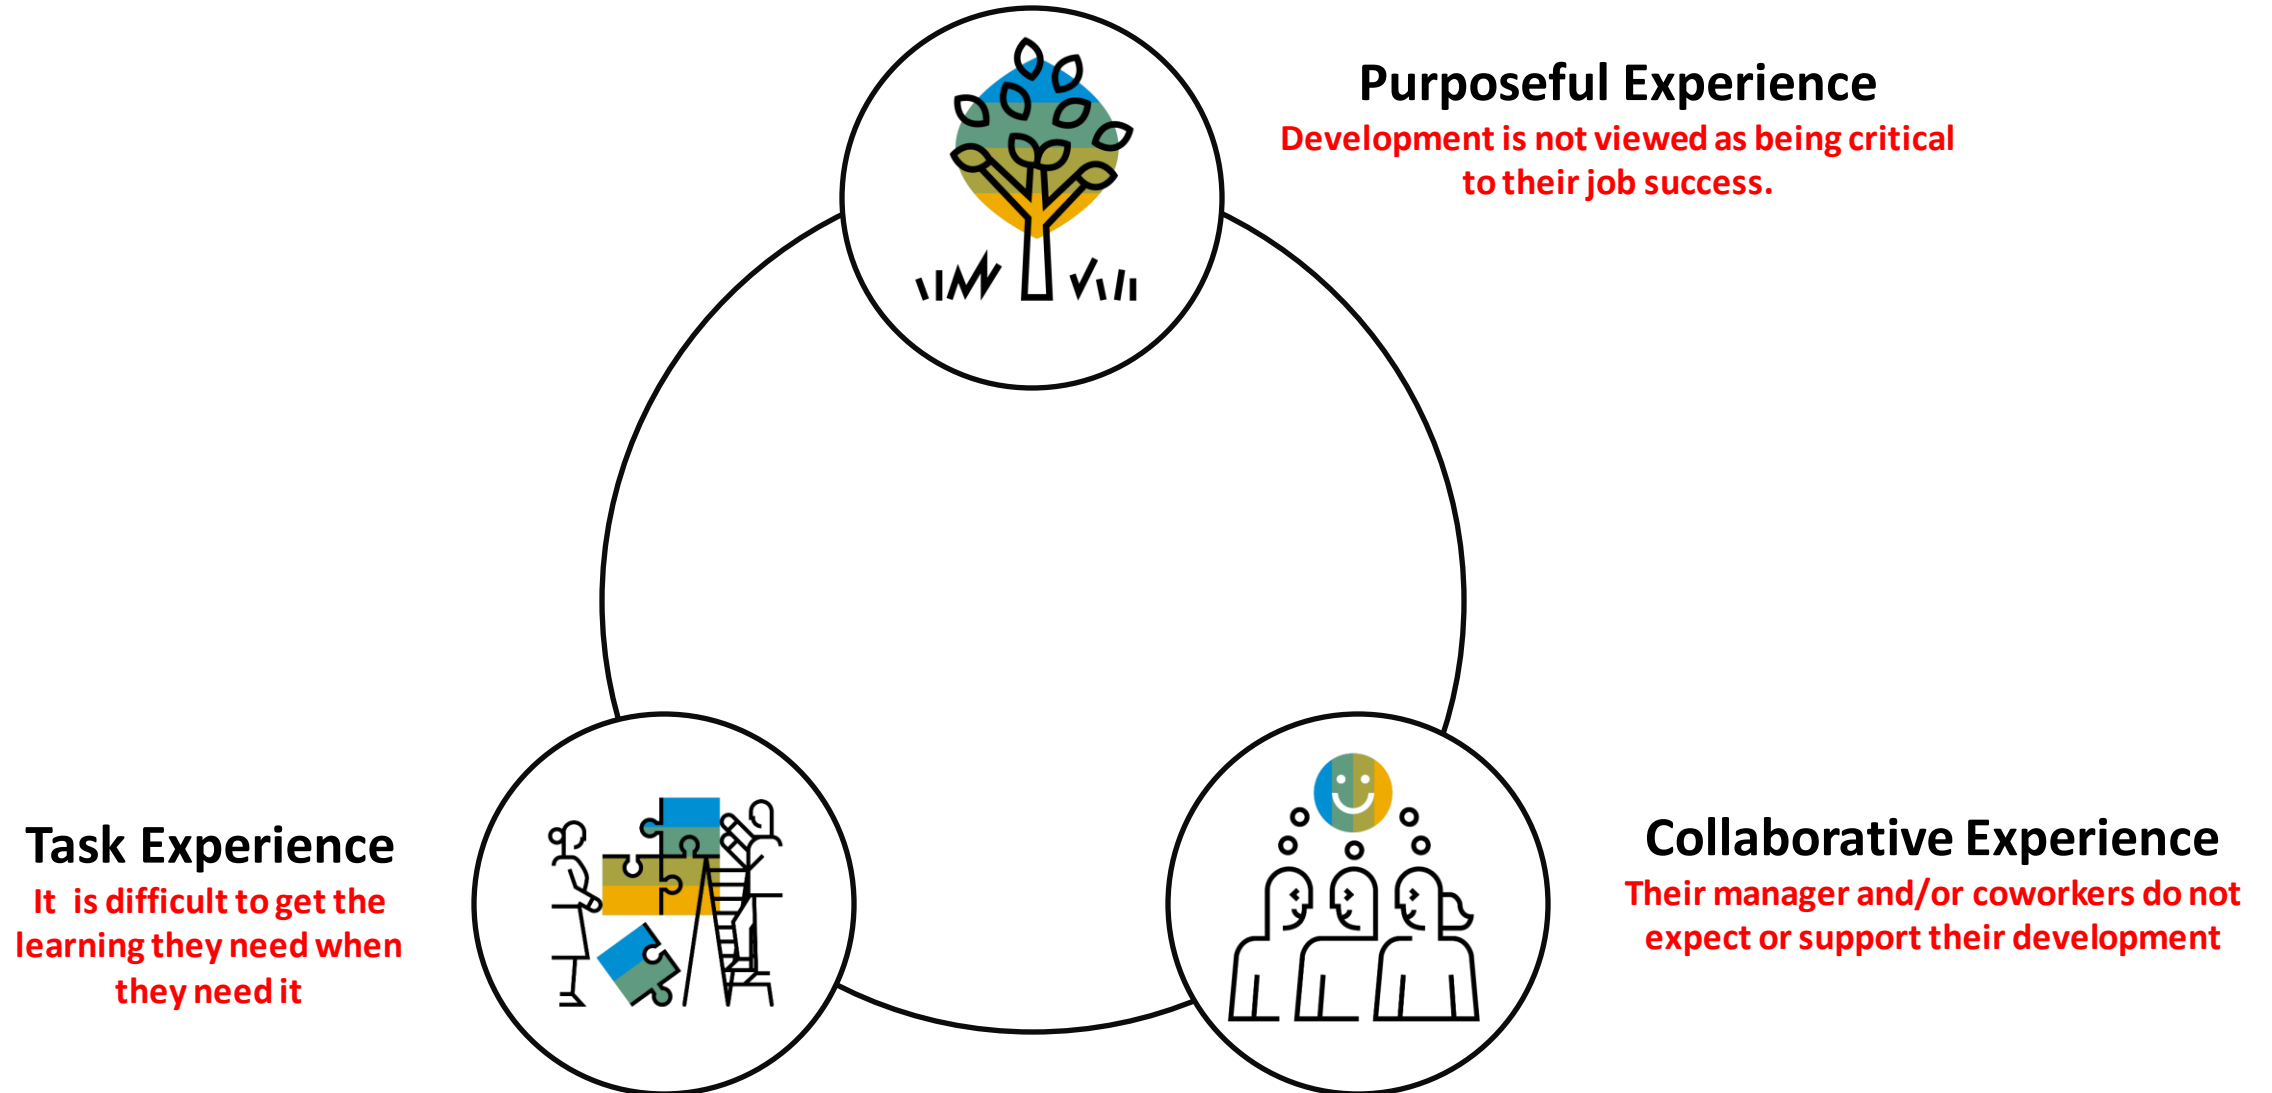 Purposeful Experience
Development is not viewed as being critical
to their job success.
Task Experience
It is difficult to get the
learning they need when
they need it
Collaborative Experience
Their manager and/or coworkers do not
expect or support their development